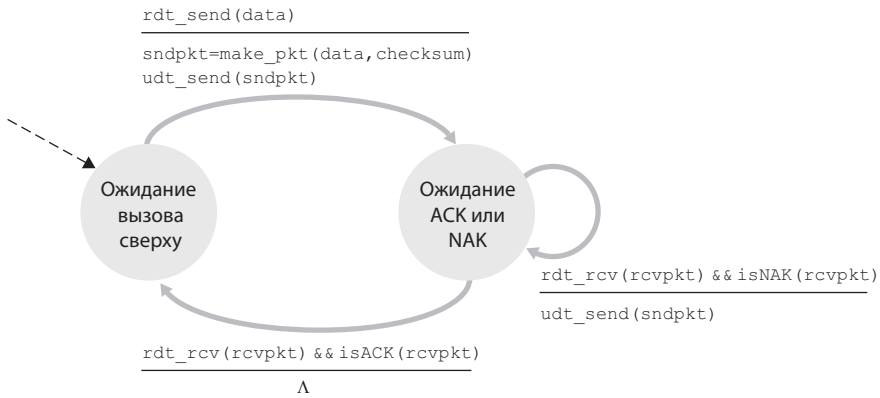 rdt_send(data)
sndpkt=make_pkt(data,checksum)
udt_send(sndpkt)
Ожидание
вызова
сверху
Ожидание
ACK или
NAK
rdt_rcv(rcvpkt) && isNAK(rcvpkt)
udt_send(sndpkt)
rdt_rcv(rcvpkt) && isACK(rcvpkt)
Λ